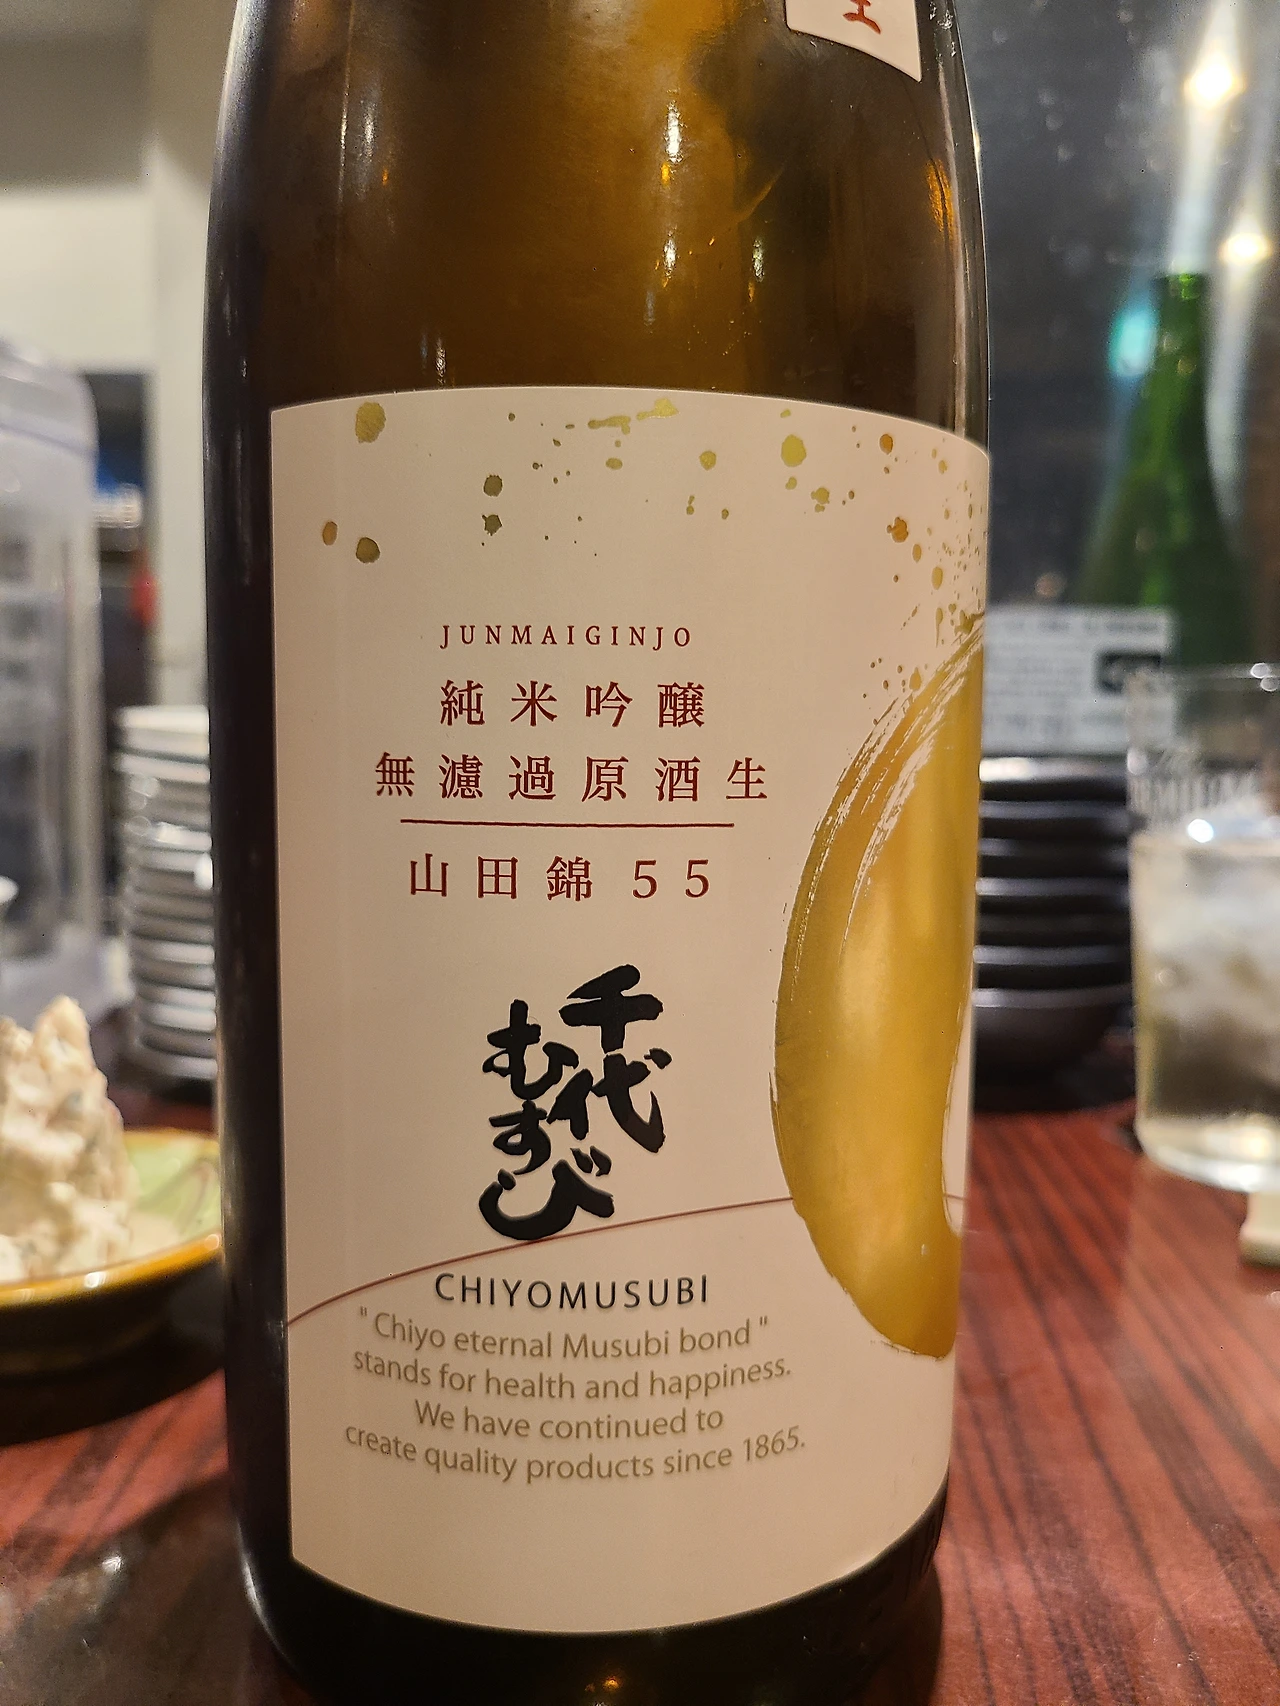 生
JUNMAIGINJO
純米吟醸
無濾過原酒生
山田錦 55
千代
むすび
CHIYOMUSUBI
" Chiyo eternal Musubi bond "
stands for health and happiness.
We have continued to
create quality products since 1865.